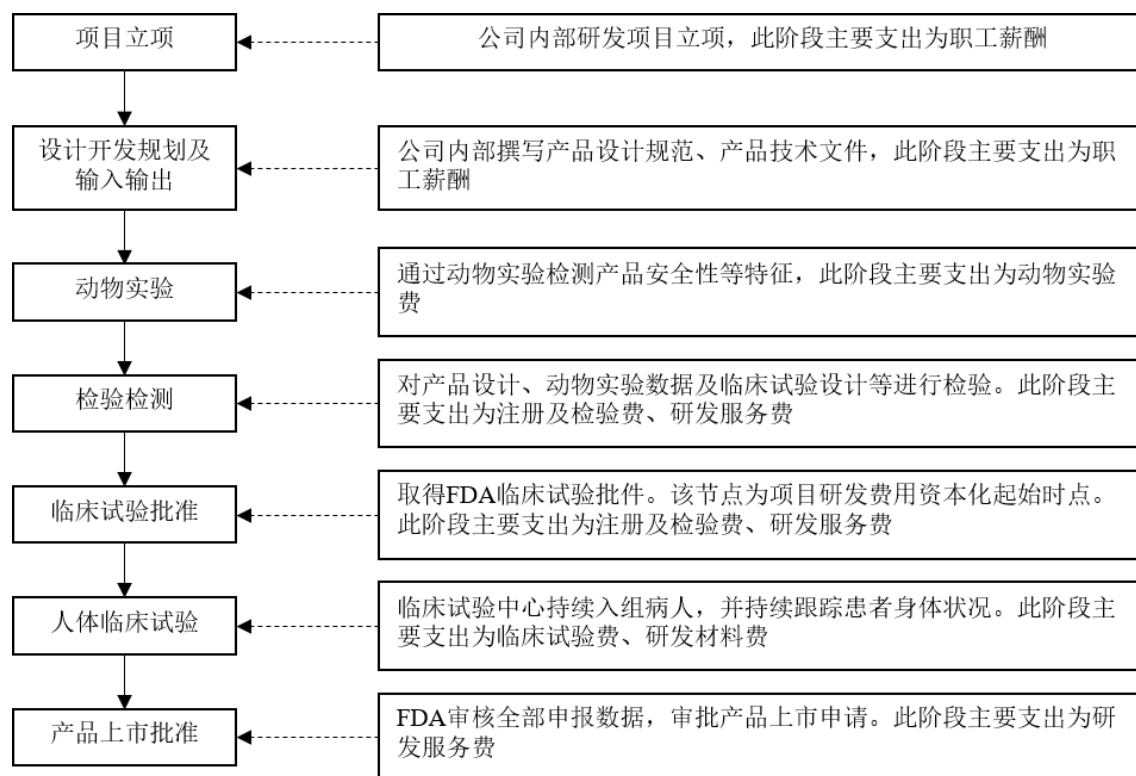 项目立项
公司内部研发项目立项，此阶段主要支出为职工薪酬
设计开发规划及
输入输出
公司内部撰写产品设计规范、产品技术文件，此阶段主要支出为职
工薪酬
动物实验
通过动物实验检测产品安全性等特征，此阶段主要支出为动物实验
费
检验检测
对产品设计、动物实验数据及临床试验设计等进行检验。此阶段主
要支出为注册及检验费、研发服务费
临床试验批准
取得FDA临床试验批件。该节点为项目研发费用资本化起始时点。
此阶段主要支出为注册及检验费、研发服务费
人体临床试验
临床试验中心持续入组病人，并持续跟踪患者身体状况。此阶段主
要支出为临床试验费、研发材料费
产品上市批准
FDA审核全部申报数据，审批产品上市申请。此阶段主要支出为研
发服务费